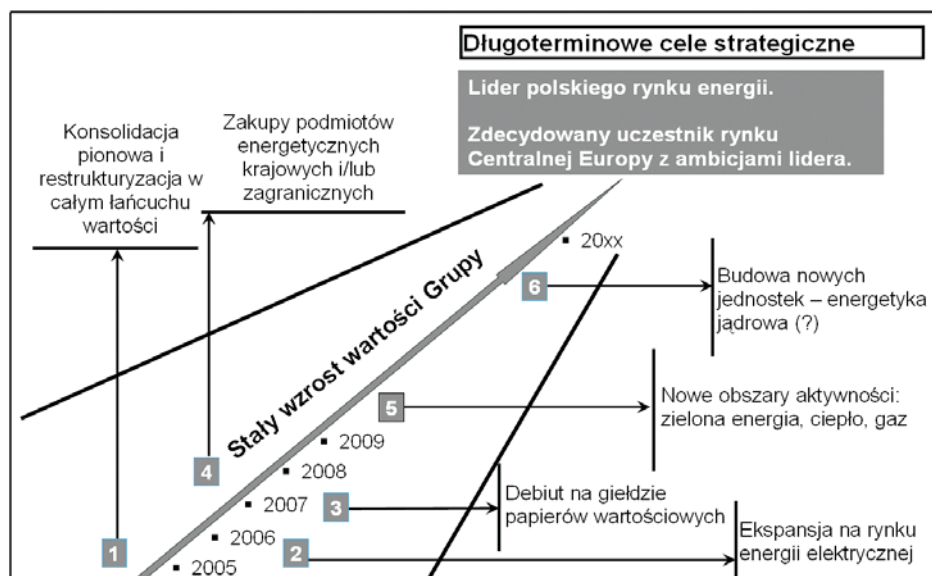 Długoterminowe cele strategiczne
Lider polskiego rynku energii.
Zdecydowany uczestnik rynku
Centralnej Europy z ambicjami lidera.
Konsolidacja
pionowa i
restrukturyzacja w
całym łańcuchu
wartości
Zakupy podmiotów
energetycznych
krajowych i/lub
zagranicznych
Stały wzrost wartości Grupy
20xx
6
Budowa nowych
jednostek – energetyka
jądrowa (?)
5
Nowe obszary aktywności:
zielona energia, ciepło, gaz
2009
4
2008
2007
3
Debiut na giełdzie
papierów wartościowych
2006
1
2
Ekspansja na rynku
energii elektrycznej
2005